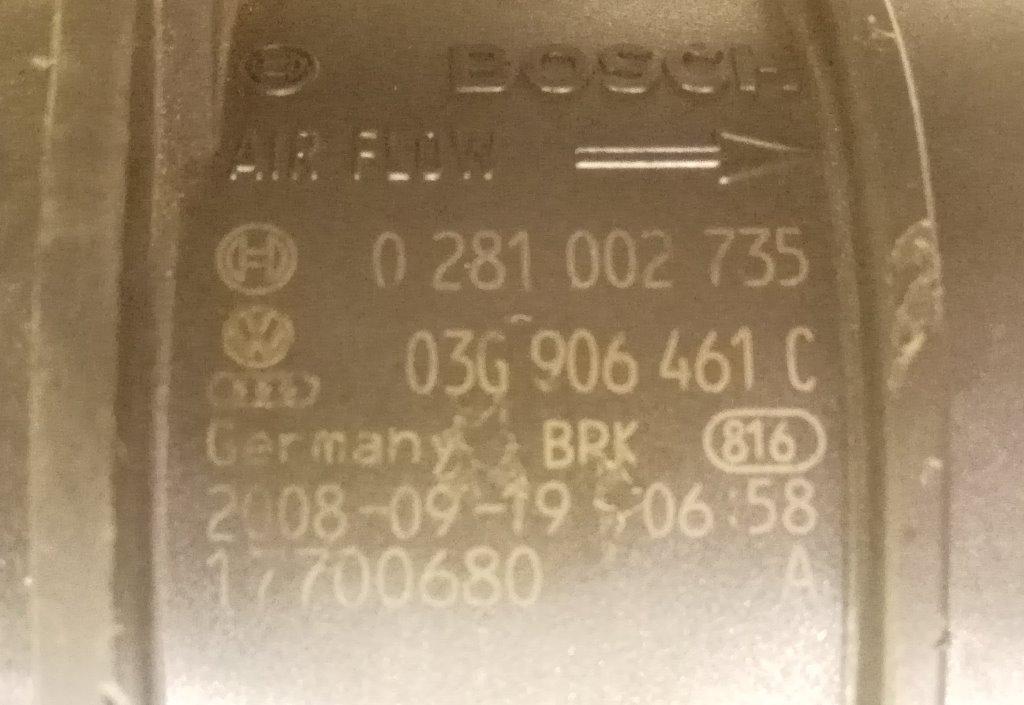 BOSCH
AIR FLOW
0 281 002 735
03G 906 461 C
Germany BRK 816
2008-09-19 06:58
17700680 A